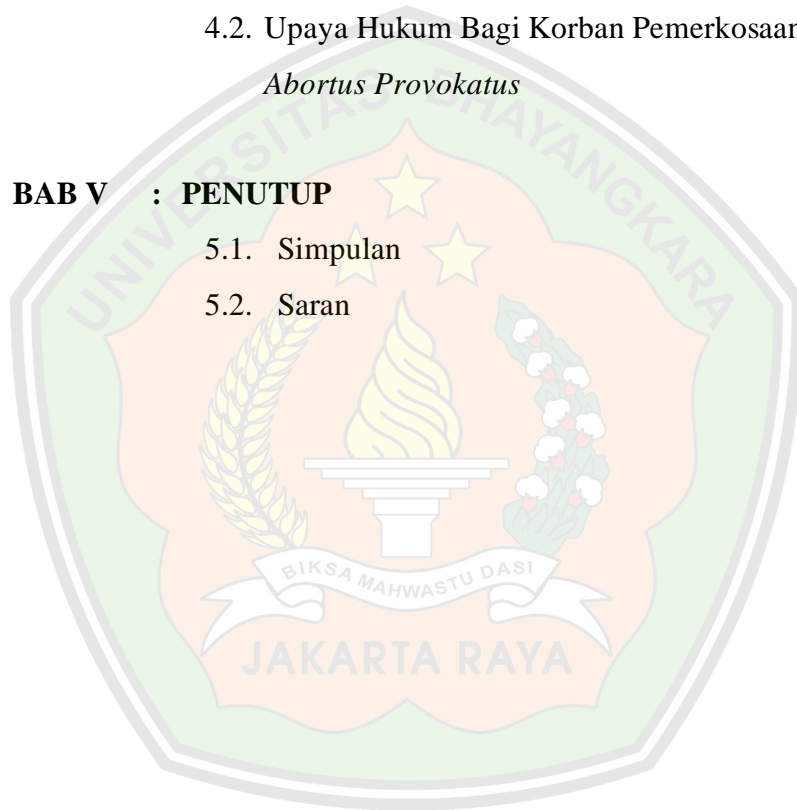 4.2. Upaya Hukum Bagi Korban Pemerkosaan
Abortus Provokatus
BAB V : PENUTUP
5.1. Simpulan
5.2. Saran
UNIVERSITAS BHAYANGKARA
BIKSA MAHWASTU DASI
JAKARTA RAYA